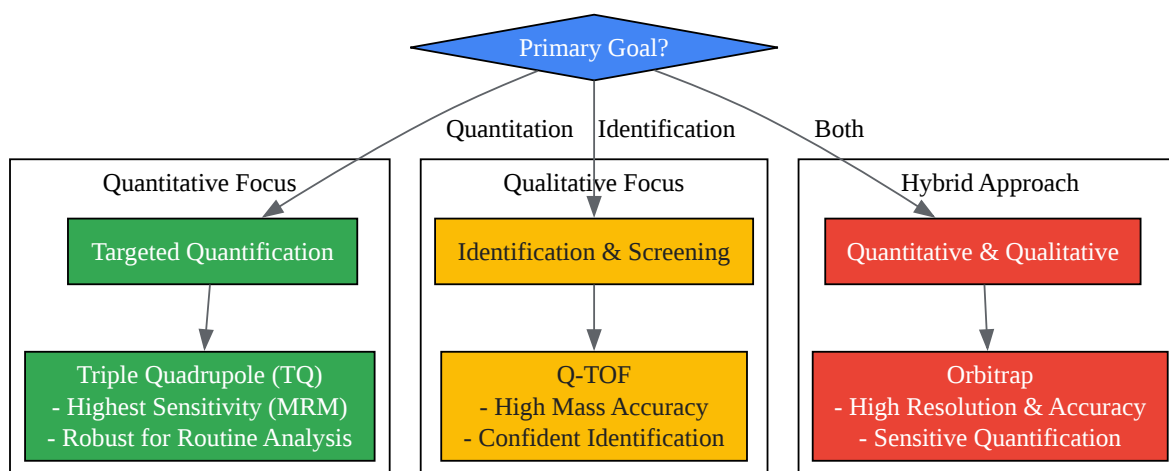 Primary Goal?
Quantitation
Identification
Both
Quantitative Focus
Qualitative Focus
Hybrid Approach
Targeted Quantification
Identification & Screening
Quantitative & Qualitative
Triple Quadrupole (TQ)
- Highest Sensitivity (MRM)
- Robust for Routine Analysis
Q-TOF
- High Mass Accuracy
- Confident Identification
Orbitrap
- High Resolution & Accuracy
- Sensitive Quantification